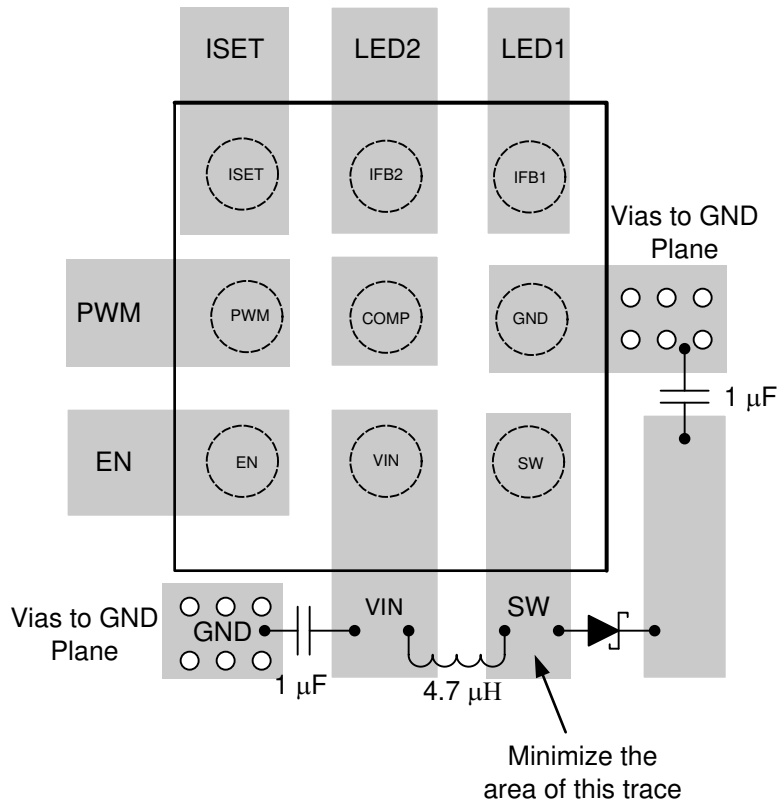 ISET
LED2
LED1
ISET
IFB2
IFB1
Vias to GND
Plane
PWM
PWM
COMP
GND
1 μF
EN
EN
VIN
SW
Vias to GND
Plane
GND
1 μF
VIN
4.7 μH
SW
Minimize the
area of this trace